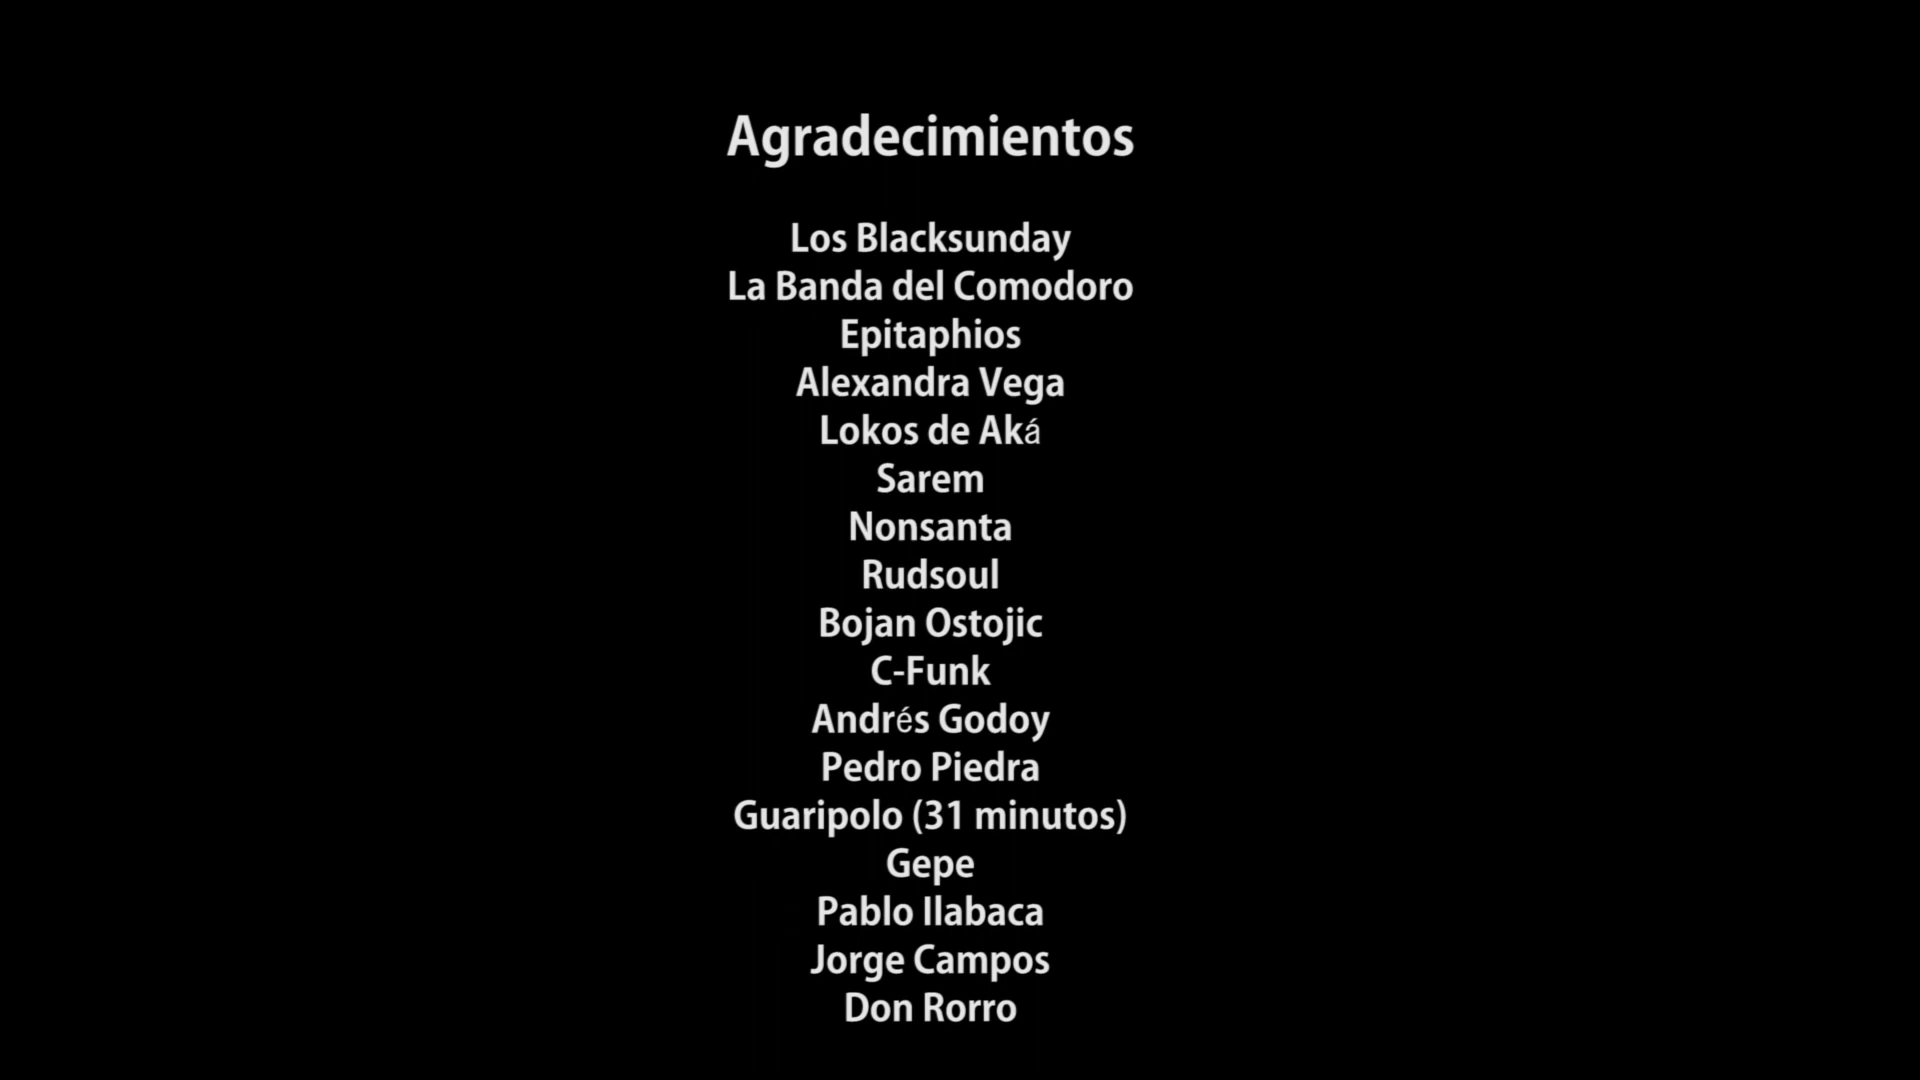 Agradecimientos
Los Blacksunday
La Banda del Comodoro
Epitaphios
Alexandra Vega
Lokos de Aká
Sarem
Nonsanta
Rudsoul
Bojan Ostojic
C-Funk
Andrés Godoy
Pedro Piedra
Guaripolo (31 minutos)
Gepe
Pablo Ilabaca
Jorge Campos
Don Rorro